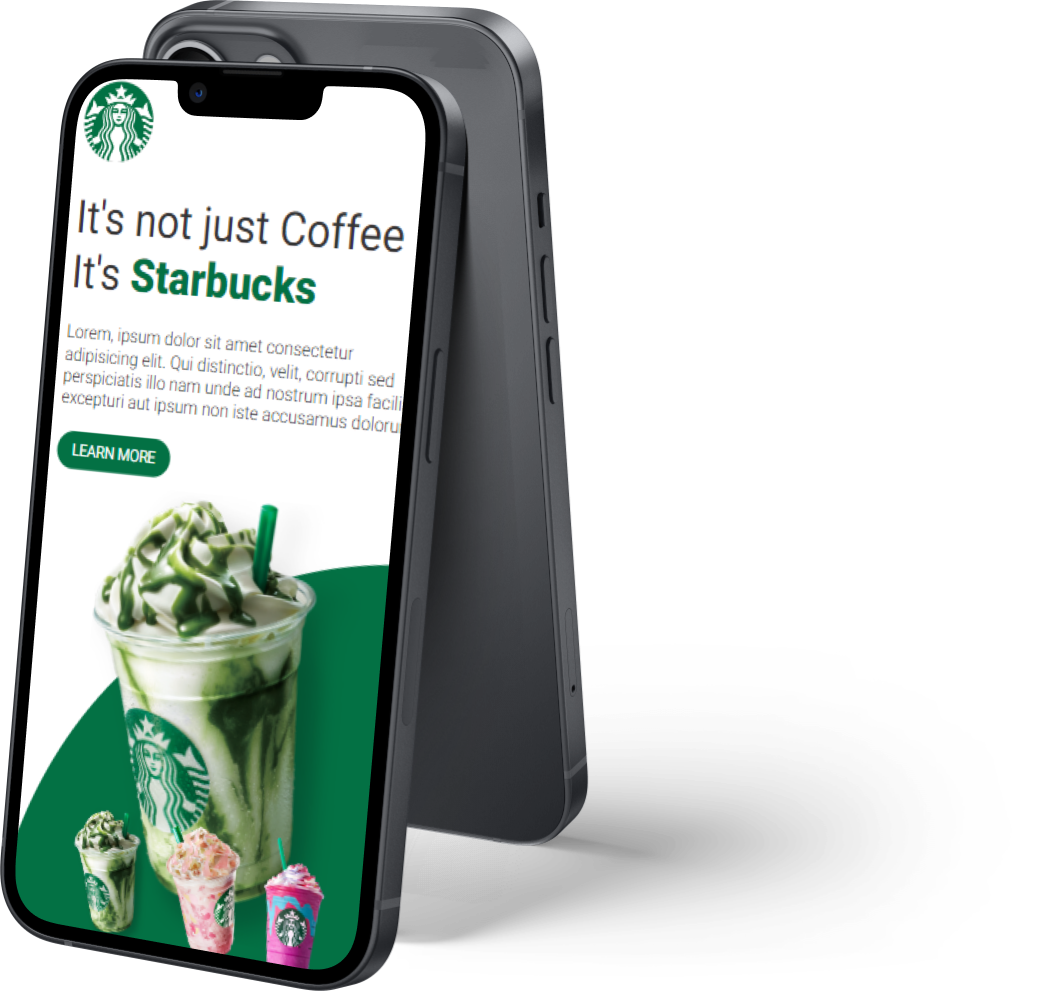 It's not just Coffee
It's Starbucks
Lorem, ipsum dolor sit amet consectetur
adipisicing elit. Qui distinctio, velit, corrupti sed
perspiciatis illo nam unde ad nostrum ipsa facili
excepturi aut ipsum non iste accusamus doloru
LEARN MORE